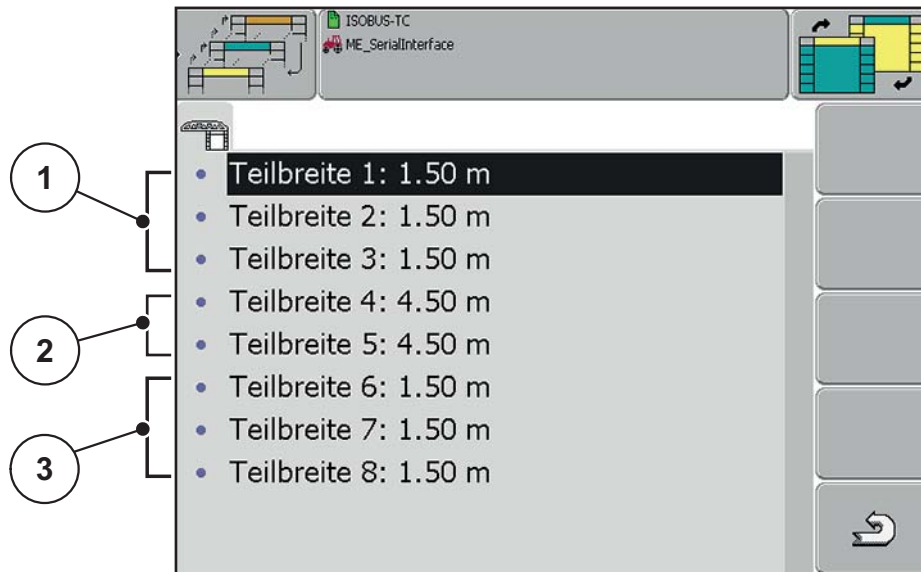 ISOBUS-TC
ME_SerialInterface
Teilbreite 1: 1.50 m
Teilbreite 2: 1.50 m
Teilbreite 3: 1.50 m
Teilbreite 4: 4.50 m
Teilbreite 5: 4.50 m
Teilbreite 6: 1.50 m
Teilbreite 7: 1.50 m
Teilbreite 8: 1.50 m
1
2
3